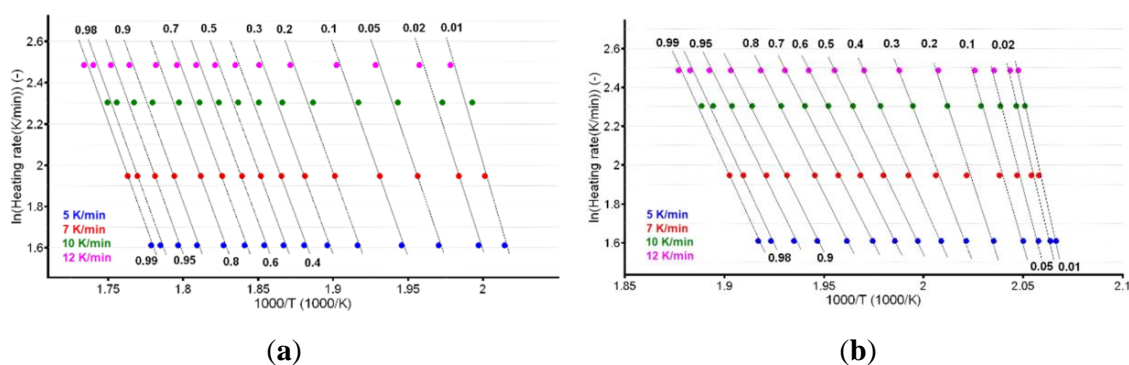 0.98 0.9 0.7 0.5 0.3 0.2 0.1 0.05 0.02 0.01
2.6
2.4
2.2
2
1.8
1.6
ln(Heating rate(K/min)) (-)
5 K/min
7 K/min
10 K/min
12 K/min
0.99 0.95 0.8 0.6 0.4
1.75 1.8 1.85 1.9 1.95 2
1000/T (1000/K)
(a)
0.99 0.95 0.8 0.7 0.6 0.5 0.4 0.3 0.2 0.1 0.02
2.6
2.4
2.2
2
1.8
1.6
ln(Heating rate(K/min)) (-)
5 K/min
7 K/min
10 K/min
12 K/min
0.98 0.9 0.05 0.01
1.85 1.9 1.95 2 2.05 2.1
1000/T (1000/K)
(b)